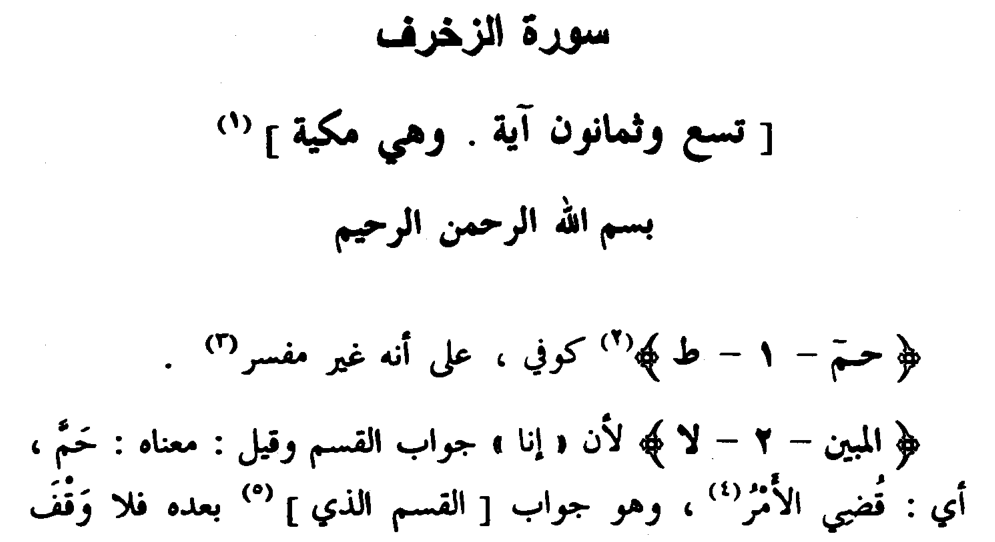 سورة الزخرف
[ تسع وثمانون آية . وهي مكية ] (١)
بسم الله الرحمن الرحيم
﴿ حـمۤ – ١ – ط ﴾(٢) كوفي ، على أنه غير مفسر(٣) .
﴿ المبين – ٢ – لا ﴾ لأن « إنا » جواب القسم وقيل : معناه : حَمَّ ،
أي : قُضِي الأَمْرُ(٤) ، وهو جواب [ القسم الذي ](٥) بعده فلا وَقْفَ